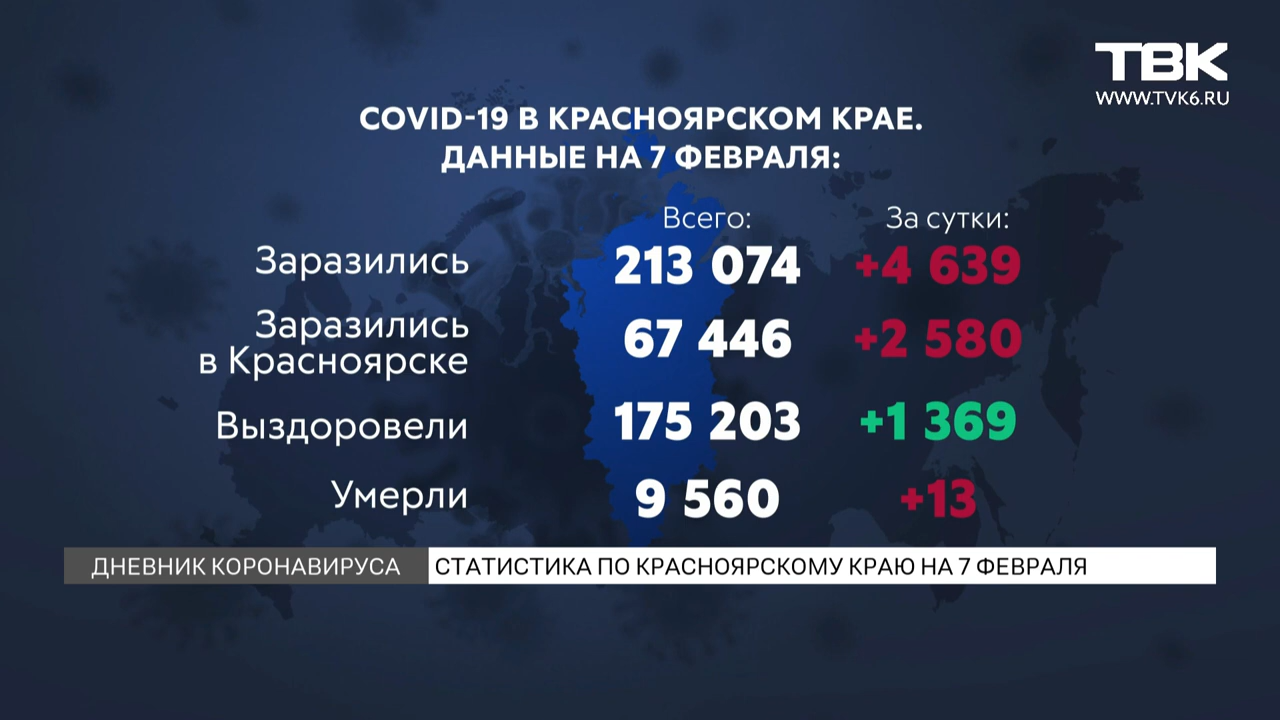 ТВК
WWW.TVK6.RU
COVID-19 В КРАСНОЯРСКОМ КРАЕ.
ДАННЫЕ НА 7 ФЕВРАЛЯ:
Всего: За сутки:
Заразились 213 074 +4 639
Заразились
в Красноярске 67 446 +2 580
Выздоровели 175 203 +1 369
Умерли 9 560 +13
ДНЕВНИК КОРОНАВИРУСА СТАТИСТИКА ПО КРАСНОЯРСКОМУ КРАЮ НА 7 ФЕВРАЛЯ